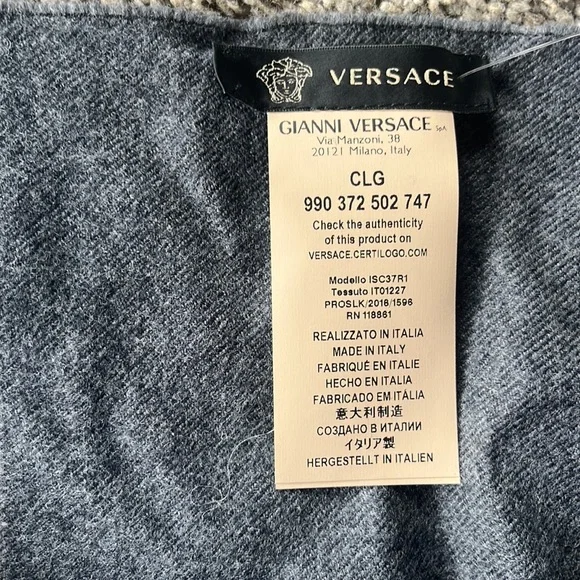 VERSACE
GIANNI VERSACE SpA
Via Manzoni, 38
20121 Milano, Italy
CLG
990 372 502 747
Check the authenticity
of this product on
VERSACE.CERTILOGO.COM
Modello ISC37R1
Tessuto IT01227
PROSLK/2016/1596
RN 118861
REALIZZATO IN ITALIA
MADE IN ITALY
FABRIQUÉ EN ITALIE
HECHO EN ITALIA
FABRICADO EM ITÁLIA
意大利制造
СОЗДАНО В ИТАЛИИ
イタリア製
HERGESTELLT IN ITALIEN